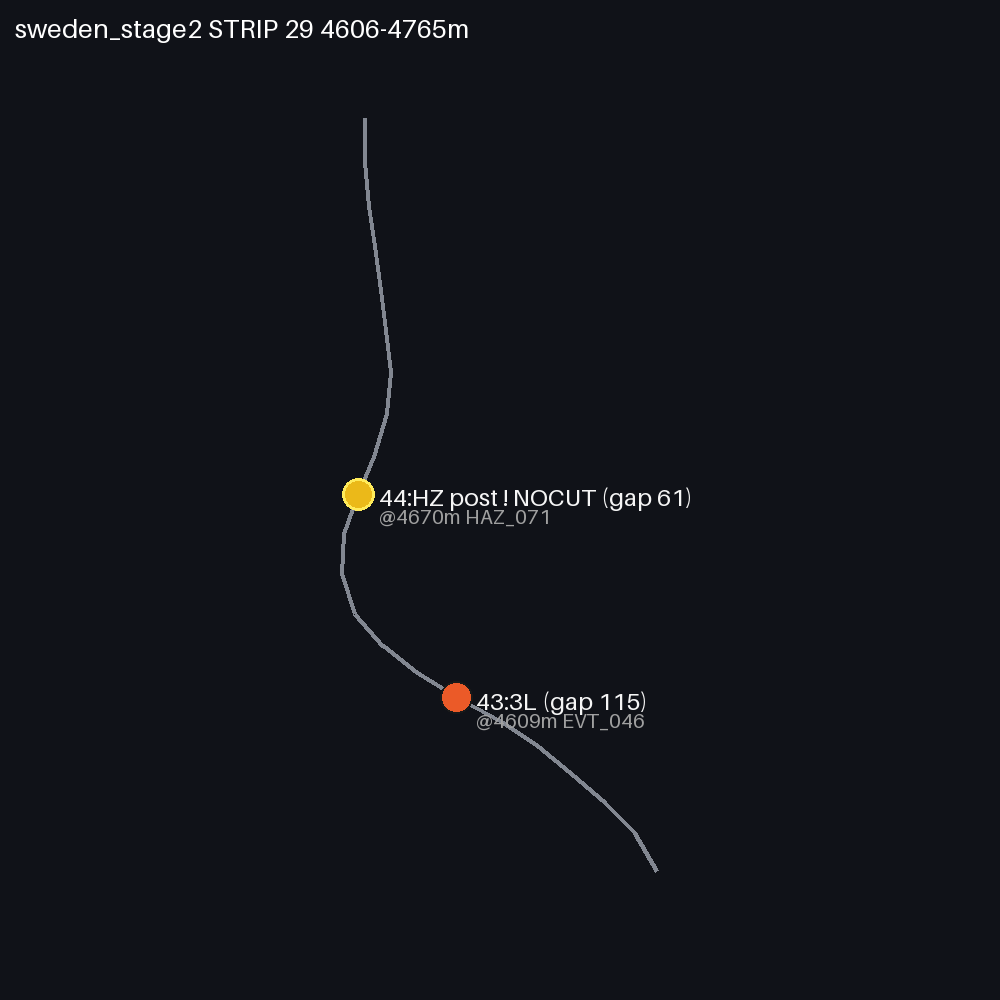 sweden_stage2 STRIP 29 4606-4765m
44:HZ post ! NOCUT (gap 61)
@4670m HAZ_071
43:3L (gap 115)
@4609m EVT_046